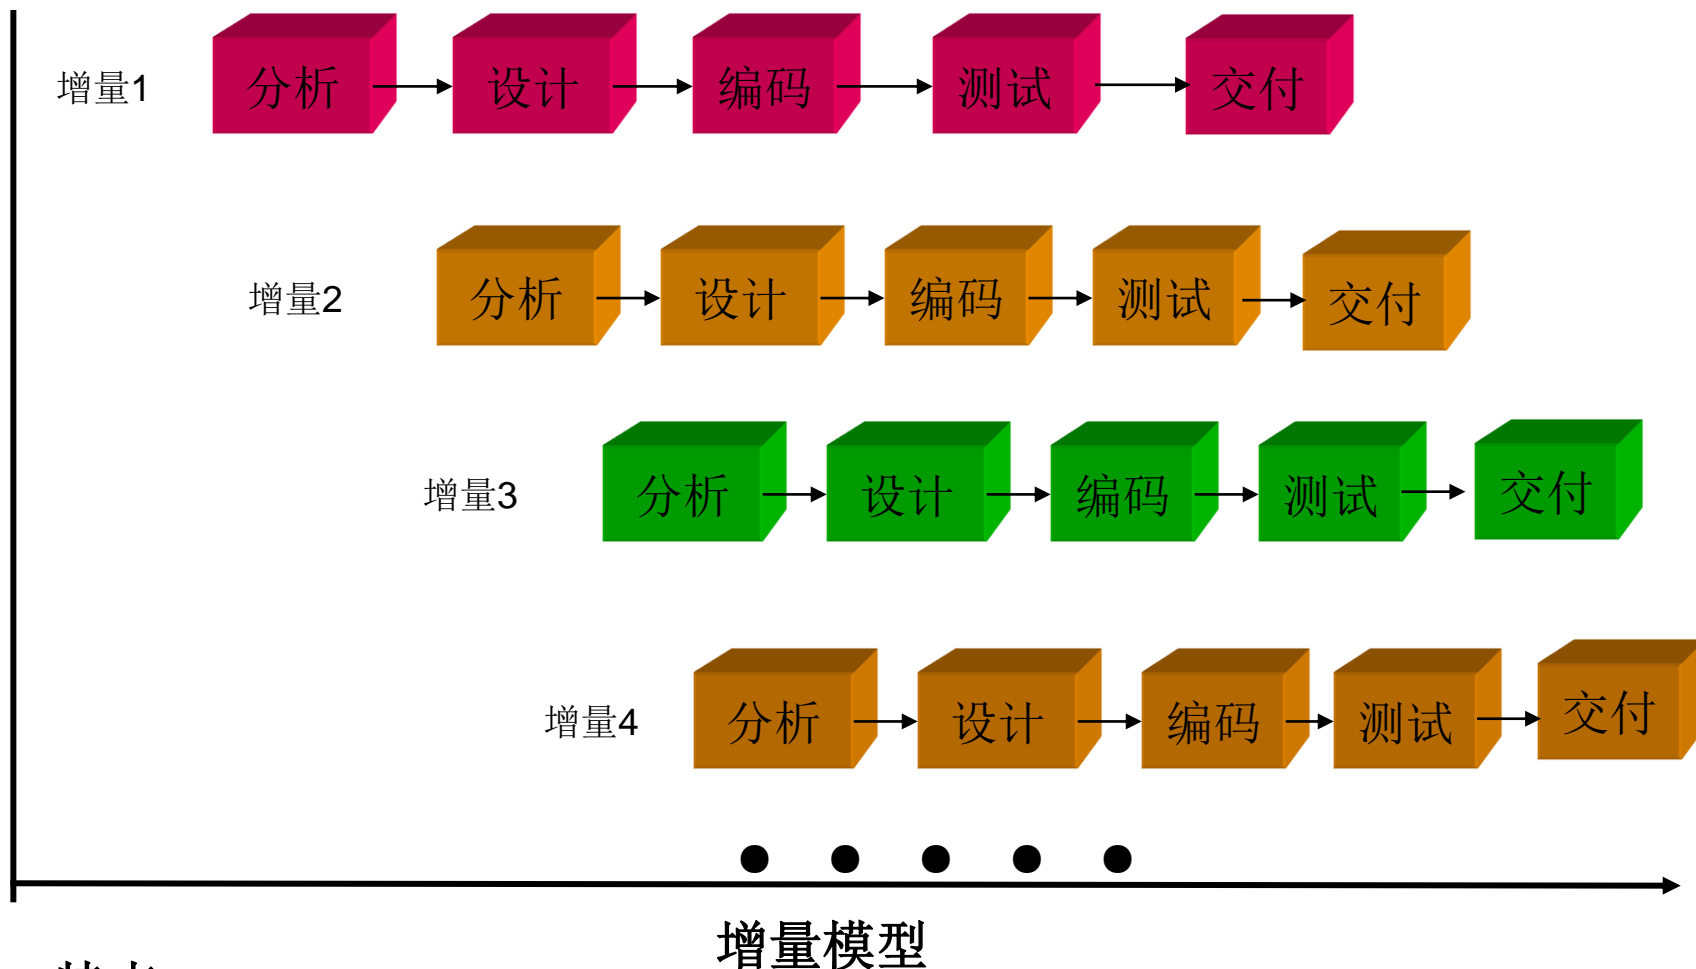 增量1 分析 设计 编码 测试 交付
增量2 分析 设计 编码 测试 交付
增量3 分析 设计 编码 测试 交付
增量4 分析 设计 编码 测试 交付
增量模型